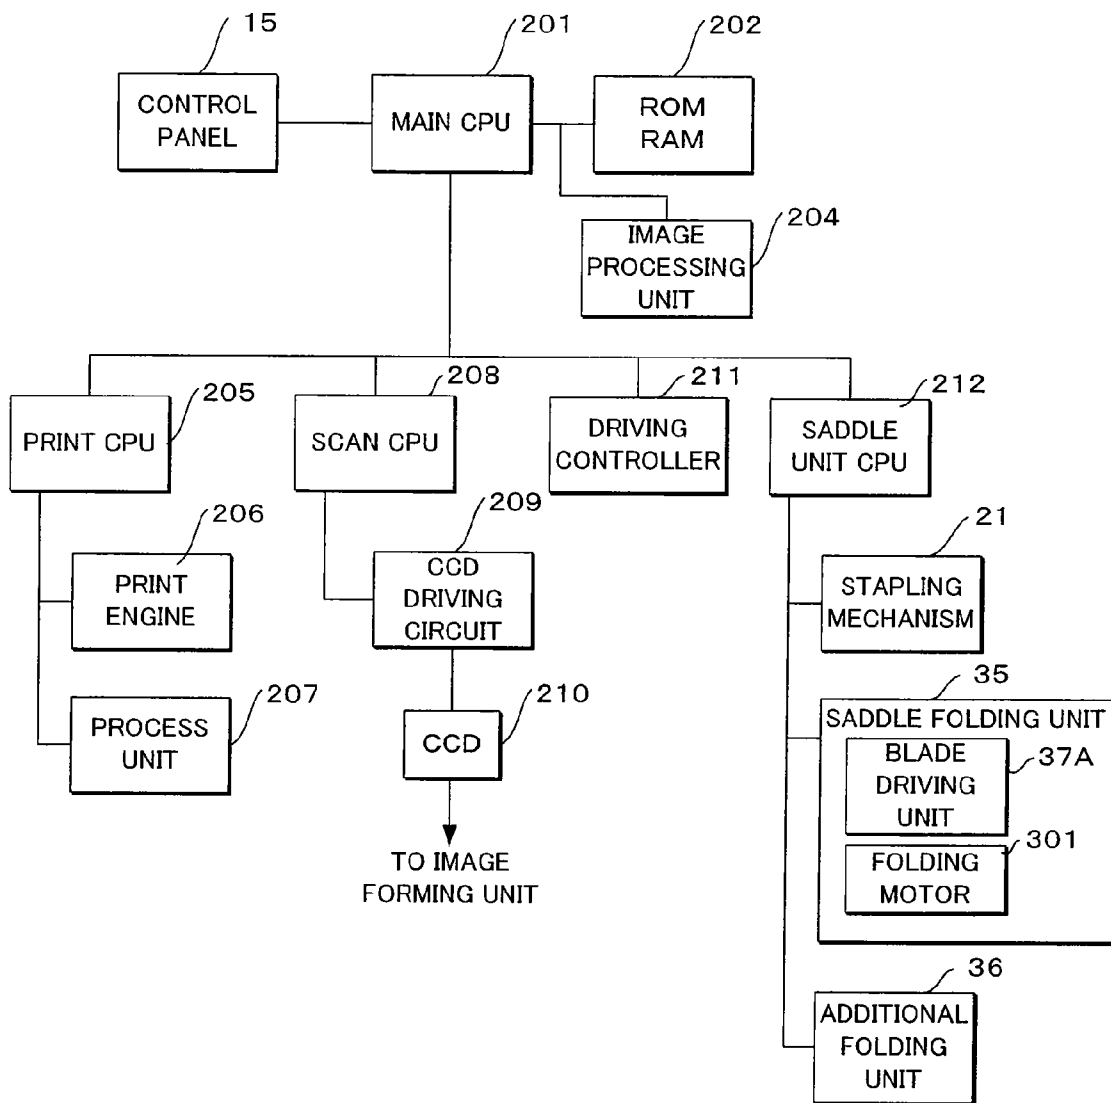 15
201
202
CONTROL
PANEL
MAIN CPU
ROM
RAM
204
IMAGE
PROCESSING
UNIT
205
208
211
212
PRINT CPU
SCAN CPU
DRIVING
CONTROLLER
SADDLE
UNIT CPU
206
209
21
PRINT
ENGINE
CCD
DRIVING
CIRCUIT
STAPLING
MECHANISM
207
210
35
PROCESS
UNIT
CCD
SADDLE FOLDING UNIT
37A
BLADE
DRIVING
UNIT
301
FOLDING
MOTOR
TO IMAGE
FORMING UNIT
36
ADDITIONAL
FOLDING
UNIT